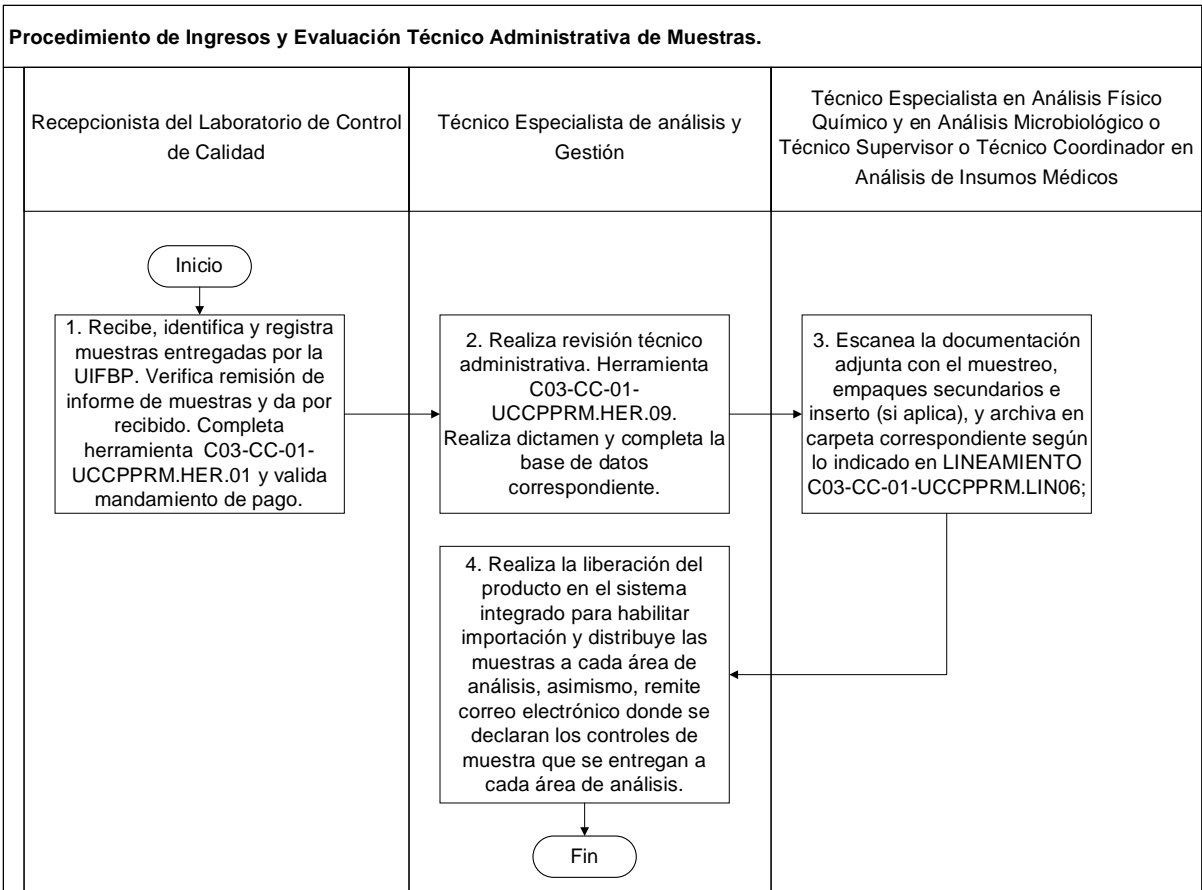 Procedimiento de Ingresos y Evaluación Técnico Administrativa de Muestras.
Recepcionista del Laboratorio de Control
de Calidad
Técnico Especialista de análisis y
Gestión
Técnico Especialista en Análisis Físico
Químico y en Análisis Microbiológico o
Técnico Supervisor o Técnico Coordinador en
Análisis de Insumos Médicos
Inicio
1. Recibe, identifica y registra
muestras entregadas por la
UIFBP. Verifica remisión de
informe de muestras y da por
recibido. Completa
herramienta C03-CC-01-
UCCPPRM.HER.01 y valida
mandamiento de pago.
2. Realiza revisión técnico
administrativa. Herramienta
C03-CC-01-
UCCPPRM.HER.09.
Realiza dictamen y completa la
base de datos
correspondiente.
3. Escanea la documentación
adjunta con el muestreo,
empaques secundarios e
inserto (si aplica), y archiva en
carpeta correspondiente según
lo indicado en LINEAMIENTO
C03-CC-01-UCCPPRM.LIN06;
4. Realiza la liberación del
producto en el sistema
integrado para habilitar
importación y distribuye las
muestras a cada área de
análisis, asimismo, remite
correo electrónico donde se
declaran los controles de
muestra que se entregan a
cada área de análisis.
Fin